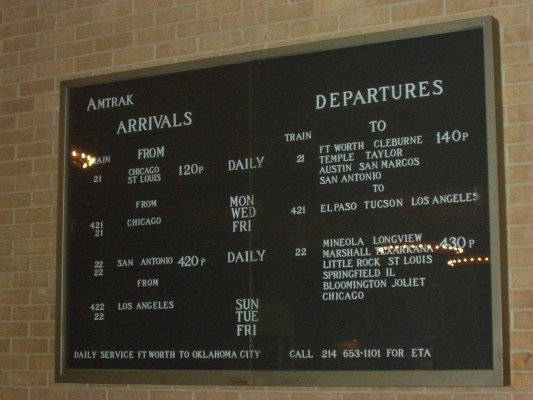 AMTRAK
ARRIVALS
TRAIN FROM
21 CHICAGO 120P DAILY
ST LOUIS
FROM MON
421 CHICAGO WED
21 FRI
22 SAN ANTONIO 420P DAILY
22
FROM
422 LOS ANGELES SUN
22 TUE
FRI
DAILY SERVICE FT WORTH TO OKLAHOMA CITY
DEPARTURES
TRAIN TO
21 FT WORTH CLEBURNE 140P
TEMPLE TAYLOR
AUSTIN SAN MARCOS
SAN ANTONIO
TO
421 EL PASO TUCSON LOS ANGELES
22 MINEOLA LONGVIEW 430P
MARSHALL TEXARKANA
LITTLE ROCK ST LOUIS
SPRINGFIELD IL
BLOOMINGTON JOLIET
CHICAGO
CALL 214 653-1101 FOR ETA